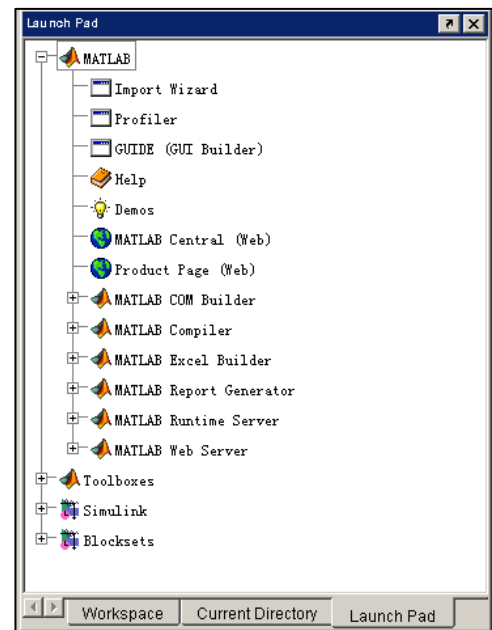 Launch Pad
MATLAB
Import Wizard
Profiler
GUIDE (GUI Builder)
Help
Demos
MATLAB Central (Web)
Product Page (Web)
MATLAB COM Builder
MATLAB Compiler
MATLAB Excel Builder
MATLAB Report Generator
MATLAB Runtime Server
MATLAB Web Server
Toolboxes
Simulink
Blocksets
Workspace Current Directory Launch Pad